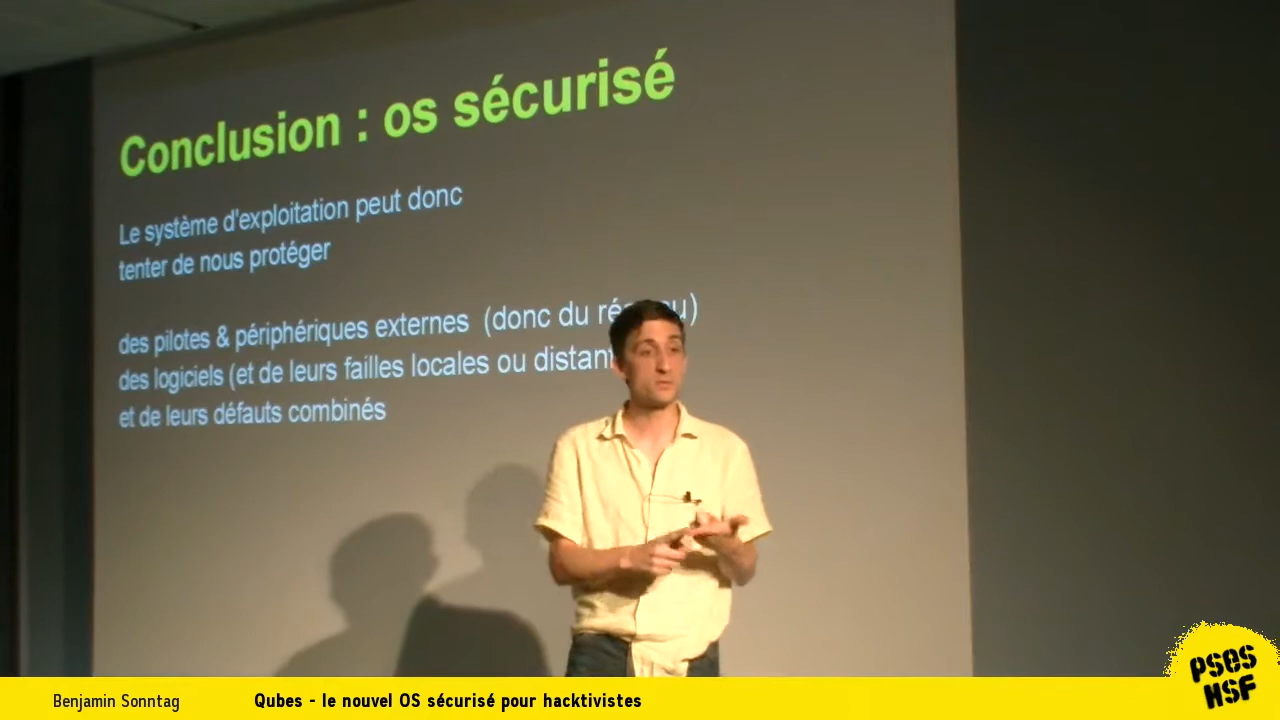 Conclusion : os sécurisé
Le système d'exploitation peut donc
tenter de nous protéger
des pilotes & périphériques externes (donc du
des logiciels (et de leurs failles locales ou
et de leurs défauts combinés
PSES
HSF
Benjamin Sonntag Qubes - le nouvel OS sécurisé pour hacktivistes